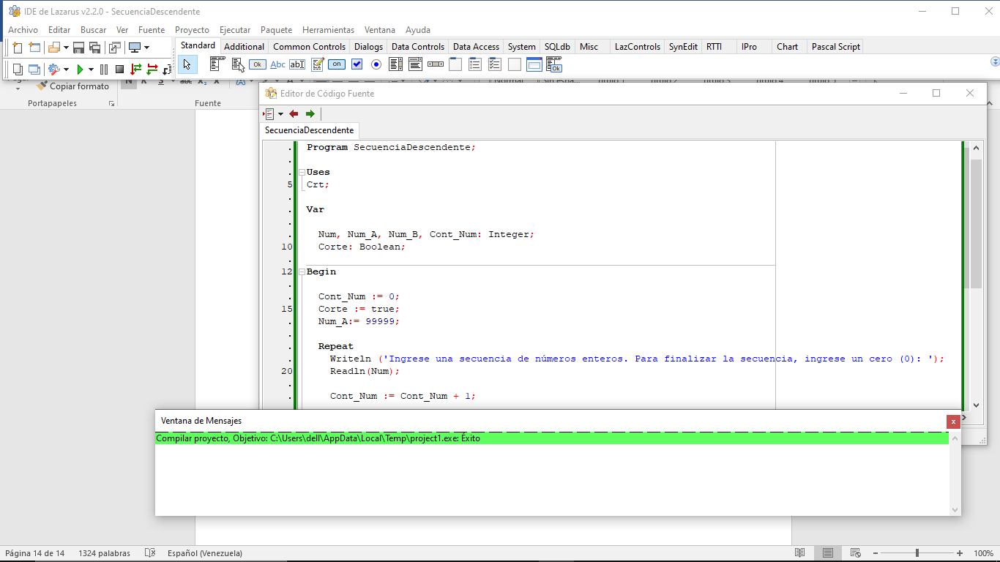 IDE de Lazarus v2.2.0 - SecuenciaDescendente
Archivo Editar Buscar Ver Fuente Proyecto Ejecutar Paquete Herramientas Ventana Ayuda
Standard Additional Common Controls Dialogs Data Controls Data Access System SQLdb Misc LazControls SynEdit RTTI IPro Chart Pascal Script
Ok Abc ab on Ok
Copiar formato
Portapapeles Fuente
Editor de Código Fuente
SecuenciaDescendente
. Program SecuenciaDescendente;
.
. Uses
5 Crt;
.
. Var
.
. Num, Num_A, Num_B, Cont_Num: Integer;
10 Corte: Boolean;
.
12 Begin
.
. Cont_Num := 0;
15 Corte := true;
. Num_A:= 99999;
.
. Repeat
. Writeln ('Ingrese una secuencia de números enteros. Para finalizar la secuencia, ingrese un cero (0): ');
20 Readln(Num);
.
. Cont_Num := Cont_Num + 1;
Ventana de Mensajes
Compilar proyecto, Objetivo: C:\Users\dell\AppData\Local\Temp\project1.exe: Éxito
Página 14 de 14 1324 palabras Español (Venezuela) 100%